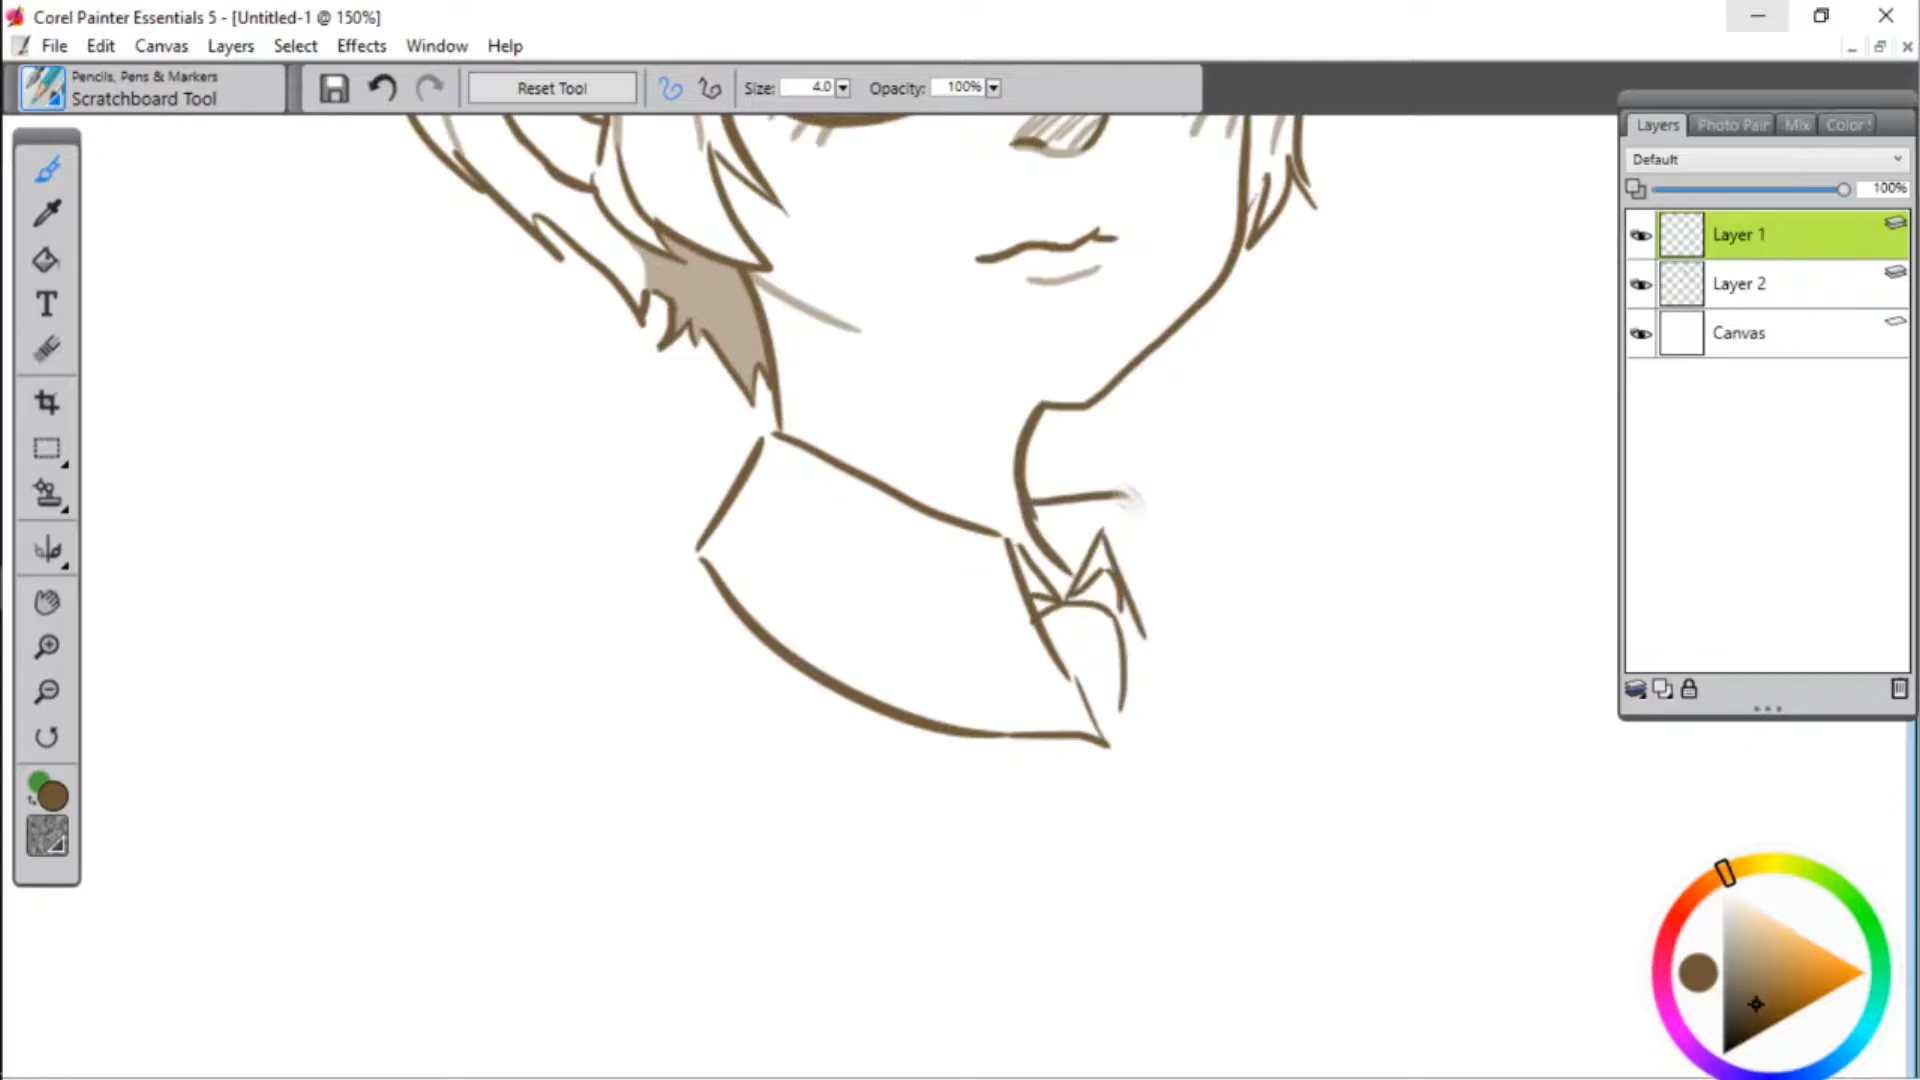 Corel Painter Essentials 5 - [Untitled-1 @ 150%]
File Edit Canvas Layers Select Effects Window Help
Pencils, Pens & Markers
Scratchboard Tool
Reset Tool
Size: 4.0
Opacity: 100%
Layers Photo Pair Mix Color S
Default
100%
Layer 1
Layer 2
Canvas
T